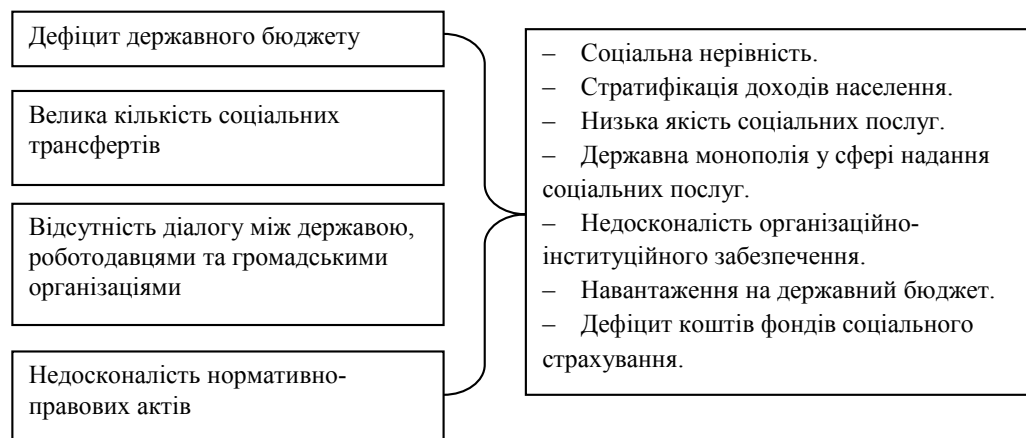 Дефіцит державного бюджету
Велика кількість соціальних
трансфертів
Відсутність діалогу між державою,
роботодавцями та громадськими
організаціями
Недосконалість нормативно-
правових актів
– Соціальна нерівність.
– Стратифікація доходів населення.
– Низька якість соціальних послуг.
– Державна монополія у сфері надання
соціальних послуг.
– Недосконалість організаційно-
інституційного забезпечення.
– Навантаження на державний бюджет.
– Дефіцит коштів фондів соціального
страхування.